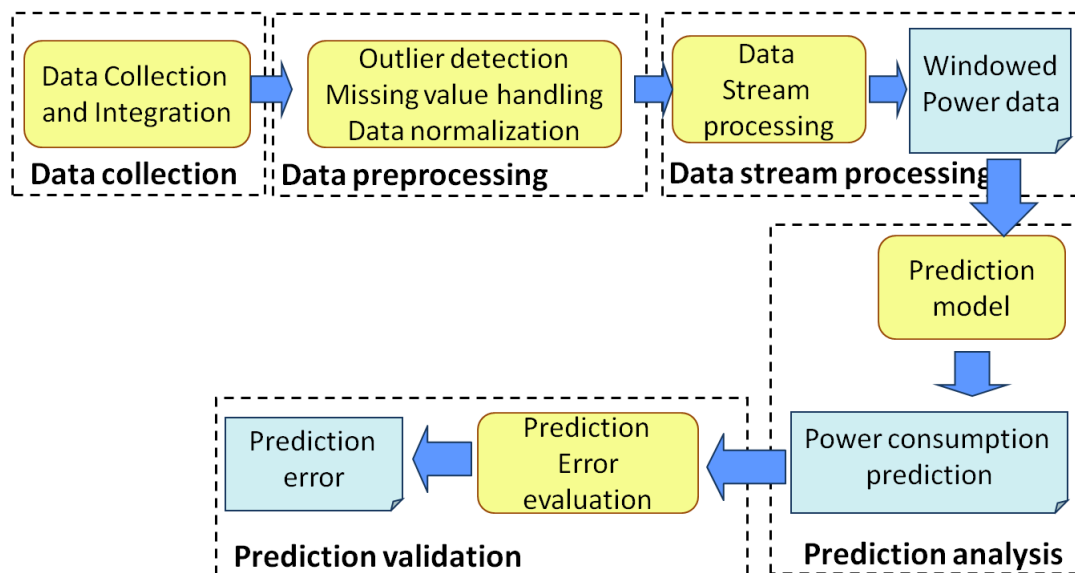 Data Collection
and Integration
Data collection
Outlier detection
Missing value handling
Data normalization
Data preprocessing
Data
Stream
processing
Windowed
Power data
Data stream processing
Prediction
model
Power consumption
prediction
Prediction analysis
Prediction
Error
evaluation
Prediction
error
Prediction validation